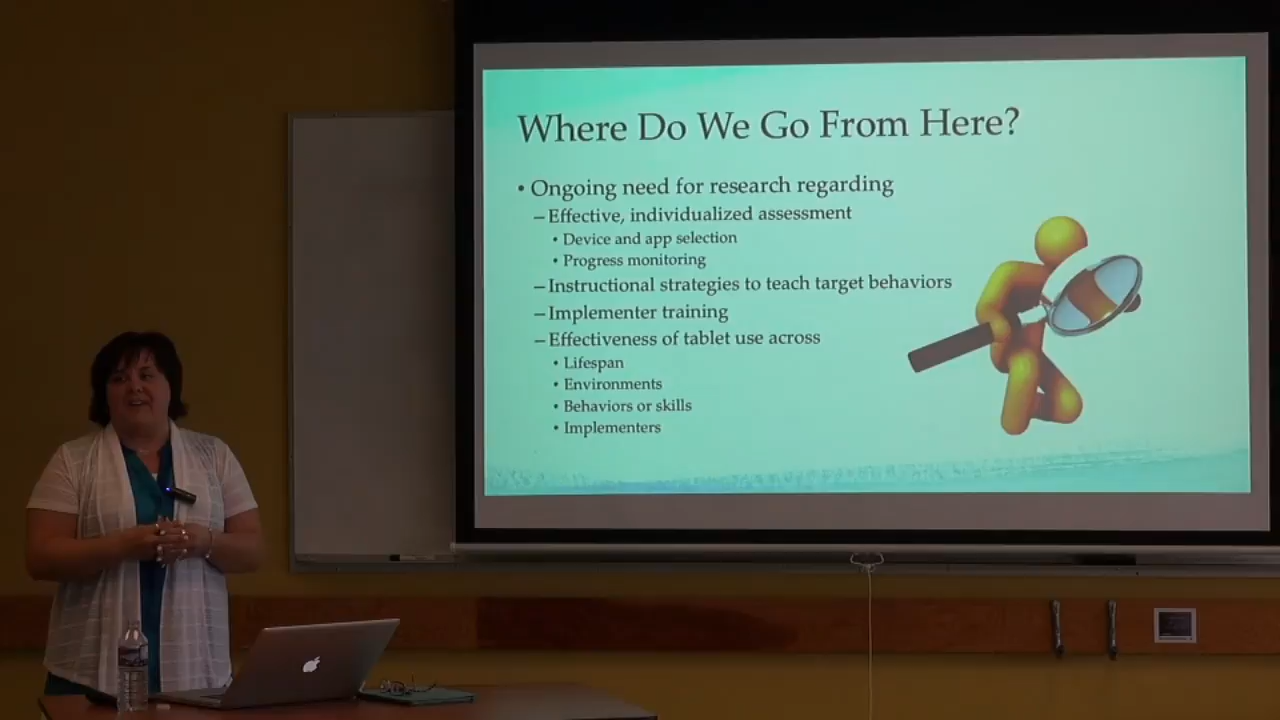 Where Do We Go From Here?
• Ongoing need for research regarding
– Effective, individualized assessment
• Device and app selection
• Progress monitoring
– Instructional strategies to teach target behaviors
– Implementer training
– Effectiveness of tablet use across
• Lifespan
• Environments
• Behaviors or skills
• Implementers